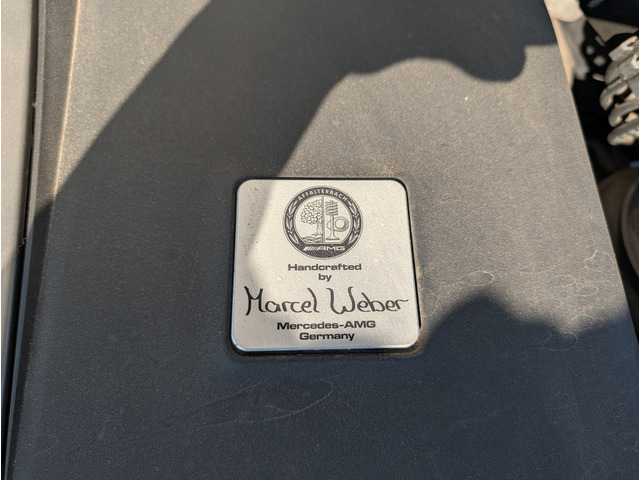 AFFALTERBACH
AMG
Handcrafted
by
Marcel Weber
Mercedes-AMG
Germany